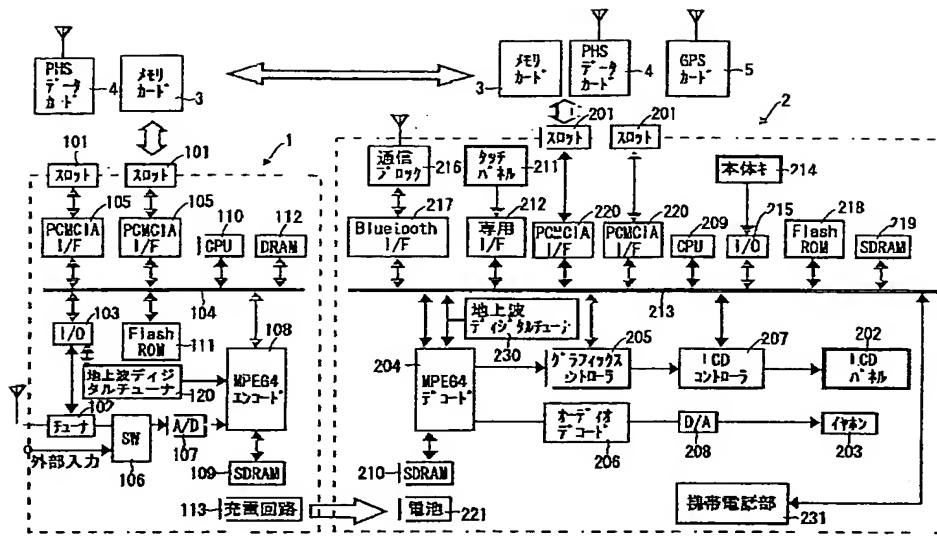 PHS
データ
カード
4
メモリ
カード
3
メモリ
カード
3
PHS
データ
カード
4
GPS
カード
5
1
2
101
スロット
101
スロット
201
スロット
201
スロット
通信
ブロック
216
タッチ
パネル
211
本体キー
214
105
PCMCIA
I/F
105
PCMCIA
I/F
110
CPU
112
DRAM
217
Bluetooth
I/F
212
専用
I/F
220
PCMCIA
I/F
220
PCMCIA
I/F
209
CPU
215
I/O
218
Flash
ROM
219
SDRAM
104
213
103
I/O
Flash
ROM
111
108
MPEG4
エンコード
地上波ディジ
タルチューナ
120
102
チューナ
SW
106
A/D
107
外部入力
109
SDRAM
113
充電回路
204
MPEG4
デコード
地上波
ディジタルチューナ
230
205
グラフィックス
コントローラ
207
LCD
コントローラ
202
LCD
パネル
オーディオ
デコード
206
D/A
208
イヤホン
203
210
SDRAM
電池
221
携帯電話部
231